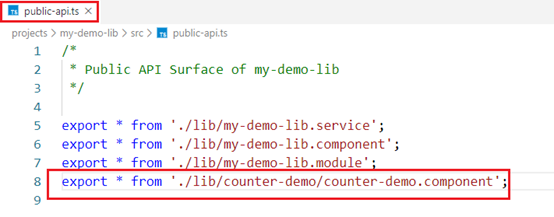 TS public-api.ts ×
projects > my-demo-lib > src > TS public-api.ts
1 /*
2  * Public API Surface of my-demo-lib
3  */
4
5 export * from './lib/my-demo-lib.service';
6 export * from './lib/my-demo-lib.component';
7 export * from './lib/my-demo-lib.module';
8 export * from './lib/counter-demo/counter-demo.component';
9